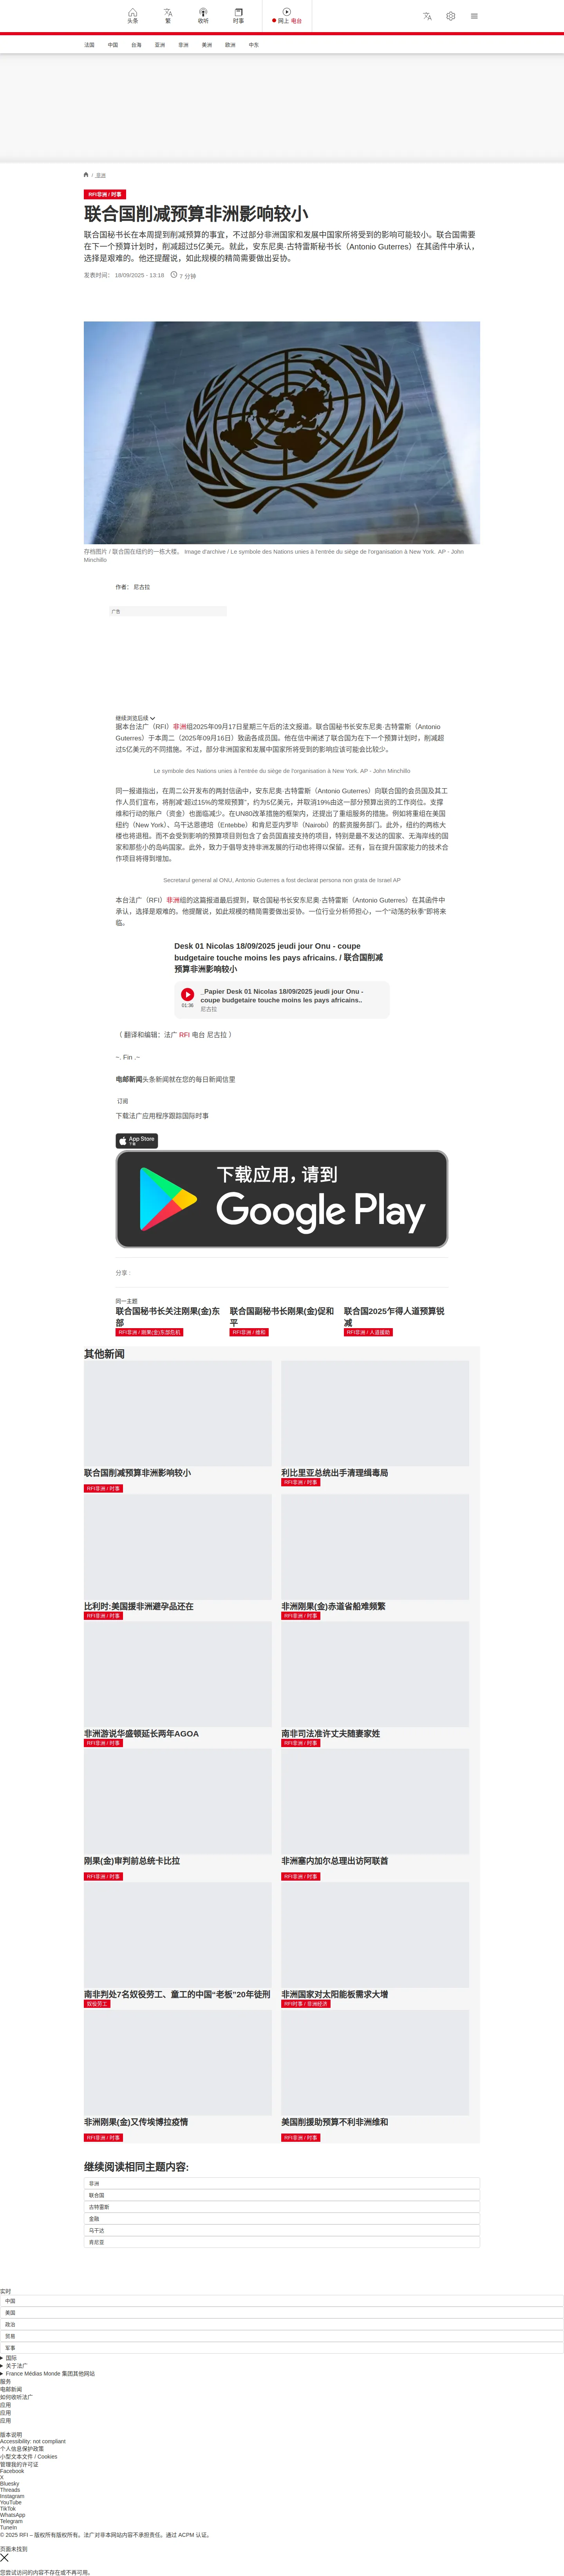 头条
繁
收听
时事
网上 电台
法国
中国
台海
亚洲
非洲
美洲
欧洲
中东
/ 非洲
RFI非洲 / 时事
联合国削减预算非洲影响较小
联合国秘书长在本周提到削减预算的事宜，不过部分非洲国家和发展中国家所将受到的影响可能较小。联合国需要
在下一个预算计划时，削减超过5亿美元。就此，安东尼奥·古特雷斯秘书长（Antonio Guterres）在其函件中承认，
选择是艰难的。他还提醒说，如此规模的精简需要做出妥协。
发表时间： 18/09/2025 - 13:18
7 分钟
存档图片 / 联合国在纽约的一栋大楼。 Image d'archive / Le symbole des Nations unies à l'entrée du siège de l'organisation à New York. AP - John
Minchillo
作者： 尼古拉
广告
继续浏览后续
据本台法广（RFI）非洲组2025年09月17日星期三午后的法文报道。联合国秘书长安东尼奥·古特雷斯（Antonio
Guterres）于本周二（2025年09月16日）致函各成员国。他在信中阐述了联合国为在下一个预算计划时，削减超
过5亿美元的不同措施。不过，部分非洲国家和发展中国家所将受到的影响应该可能会比较少。
Le symbole des Nations unies à l'entrée du siège de l'organisation à New York. AP - John Minchillo
同一报道指出，在周二公开发布的两封信函中，安东尼奥·古特雷斯（Antonio Guterres）向联合国的会员国及其工
作人员们宣布，将削减“超过15%的常规预算”，约为5亿美元，并取消19%由这一部分预算出资的工作岗位。支撑
维和行动的账户（资金）也面临减少。在UN80改革措施的框架内，还提出了重组服务的措施。例如将重组在美国
纽约（New York）、乌干达恩德培（Entebbe）和肯尼亚内罗毕（Nairobi）的薪资服务部门。此外，纽约的两栋大
楼也将退租。而不会受到影响的预算项目则包含了会员国直接支持的项目，特别是最不发达的国家、无海岸线的国
家和那些小的岛屿国家。此外，致力于倡导支持非洲发展的行动也将得以保留。还有，旨在提升国家能力的技术合
作项目将得到增加。
Secretarul general al ONU, Antonio Guterres a fost declarat persona non grata de Israel AP
本台法广（RFI）非洲组的这篇报道最后提到，联合国秘书长安东尼奥·古特雷斯（Antonio Guterres）在其函件中
承认，选择是艰难的。他提醒说，如此规模的精简需要做出妥协。一位行业分析师担心，一个“动荡的秋季”即将来
临。
Desk 01 Nicolas 18/09/2025 jeudi jour Onu - coupe
budgetaire touche moins les pays africains. / 联合国削减
预算非洲影响较小
_Papier Desk 01 Nicolas 18/09/2025 jeudi jour Onu -
coupe budgetaire touche moins les pays africains..
01:36
尼古拉
（ 翻译和编辑：法广 RFI 电台 尼古拉 ）
~. Fin .~
电邮新闻头条新闻就在您的每日新闻信里
订阅
下载法广应用程序跟踪国际时事
App Store
下载
下载应用，请到
Google Play
分享 :
同一主题
联合国秘书长关注刚果(金)东
部
RFI非洲 / 刚果(金)东部危机
联合国副秘书长刚果(金)促和
平
RFI非洲 / 维和
联合国2025乍得人道预算锐
减
RFI非洲 / 人道援助
其他新闻
联合国削减预算非洲影响较小
RFI非洲 / 时事
利比里亚总统出手清理缉毒局
RFI非洲 / 时事
比利时:美国援非洲避孕品还在
RFI非洲 / 时事
非洲刚果(金)赤道省船难频繁
RFI非洲 / 时事
非洲游说华盛顿延长两年AGOA
RFI非洲 / 时事
南非司法准许丈夫随妻家姓
RFI非洲 / 时事
刚果(金)审判前总统卡比拉
RFI非洲 / 时事
非洲塞内加尔总理出访阿联酋
RFI非洲 / 时事
南非判处7名奴役劳工、童工的中国“老板”20年徒刑
奴役劳工
非洲国家对太阳能板需求大增
RFI时事 / 非洲经济
非洲刚果(金)又传埃博拉疫情
RFI非洲 / 时事
美国削援助预算不利非洲维和
RFI非洲 / 时事
继续阅读相同主题内容:
非洲
联合国
古特雷斯
金融
乌干达
肯尼亚
实时
中国
美国
政治
贸易
军事
国际
关于法广
France Médias Monde 集团其他网站
服务
电邮新闻
如何收听法广
应用
应用
应用
版本说明
Accessibility: not compliant
个人信息保护政策
小型文本文件 / Cookies
管理我的许可证
Facebook
X
Bluesky
Threads
Instagram
YouTube
TikTok
WhatsApp
Telegram
TuneIn
© 2025 RFI – 版权所有版权所有。法广对非本网站内容不承担责任。通过 ACPM 认证。
页面未找到
您尝试访问的内容不存在或不再可用。